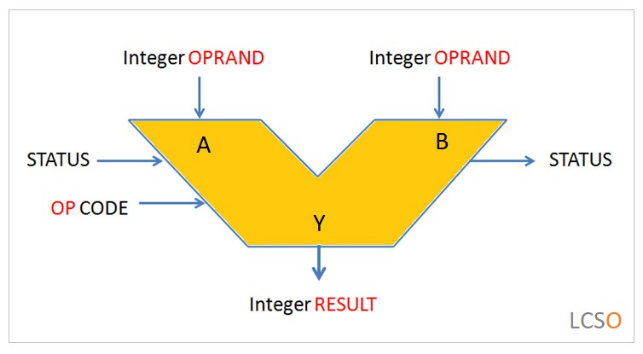 Integer OPRAND
Integer OPRAND
A
B
STATUS
STATUS
OP CODE
Y
Integer RESULT
LCSO